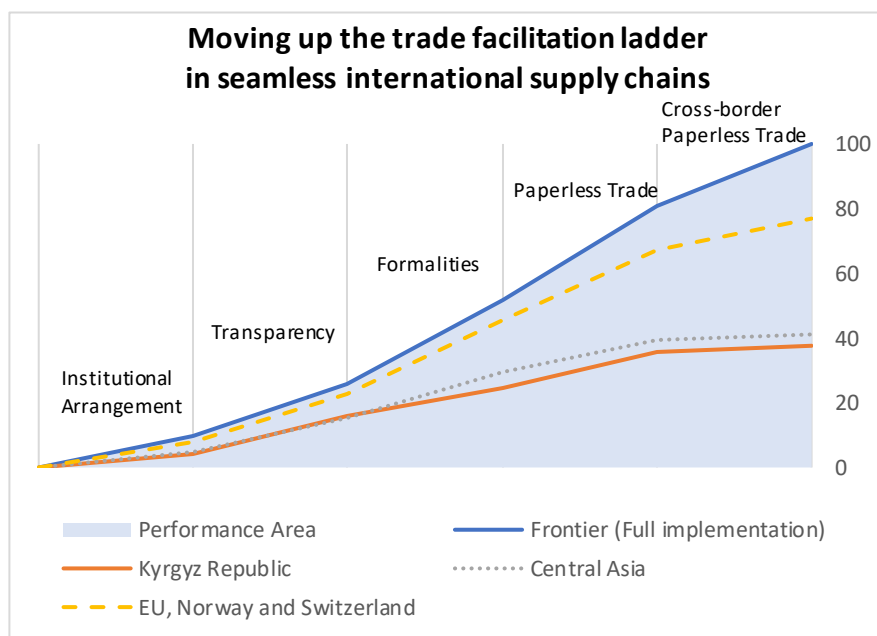 Moving up the trade facilitation ladder
in seamless international supply chains
Cross-border
Paperless Trade
100
Paperless Trade
80
Formalities
60
Transparency
40
Institutional
Arrangement
20
0
Performance Area
Frontier (Full implementation)
Kyrgyz Republic
Central Asia
EU, Norway and Switzerland